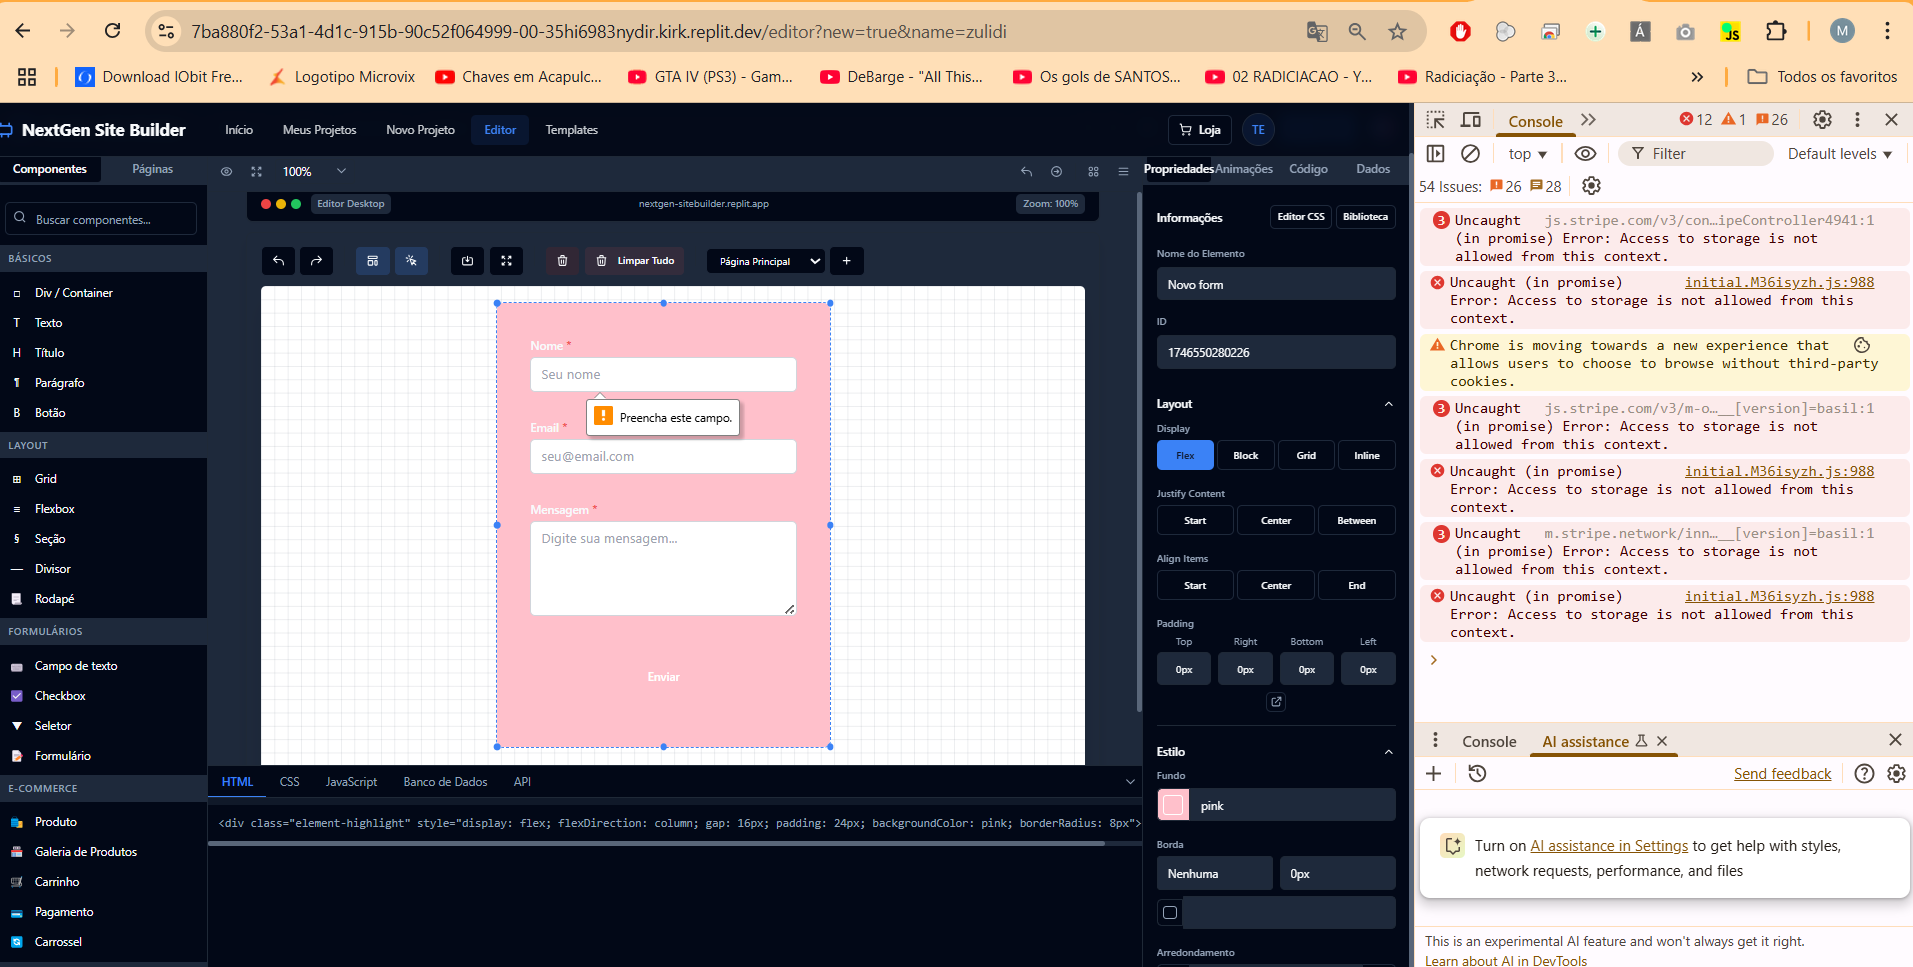 7ba880f2-53a1-4d1c-915b-90c52f064999-00-35hi6983nydir.kirk.replit.dev/editor?new=true&name=zulidi
Download IObit Fre...
Logotipo Microvix
Chaves em Acapulc...
GTA IV (PS3) - Gam...
DeBarge - "All This...
Os gols de SANTOS...
02 RADICIACAO - Y...
Radiciação - Parte 3...
Todos os favoritos
NextGen Site Builder
Início
Meus Projetos
Novo Projeto
Editor
Templates
Loja
TE
Componentes
Páginas
100%
Buscar componentes...
BÁSICOS
Div / Container
T Texto
H Título
¶ Parágrafo
B Botão
LAYOUT
Grid
Flexbox
§ Seção
Divisor
Rodapé
FORMULÁRIOS
Campo de texto
Checkbox
Seletor
Formulário
E-COMMERCE
Produto
Galeria de Produtos
Carrinho
Pagamento
Carrossel
Editor Desktop
nextgen-sitebuilder.replit.app
Zoom: 100%
Limpar Tudo
Página Principal
+
Nome *
Seu nome
Preencha este campo.
Email *
seu@email.com
Mensagem *
Digite sua mensagem...
Enviar
HTML
CSS
JavaScript
Banco de Dados
API
<div class="element-highlight" style="display: flex; flexDirection: column; gap: 16px; padding: 24px; backgroundColor: pink; borderRadius: 8px">
Propriedades
Animações
Código
Dados
Informações
Editor CSS
Biblioteca
Nome do Elemento
Novo form
ID
1746550280226
Layout
Display
Flex
Block
Grid
Inline
Justify Content
Start
Center
Between
Align Items
Start
Center
End
Padding
Top
Right
Bottom
Left
0px
0px
0px
0px
Estilo
Fundo
pink
Borda
Nenhuma
0px
Arredondamento
M
JS
Console
12
1
26
top
Filter
Default levels
54 Issues:
26
28
3 Uncaught js.stripe.com/v3/con…ipeController4941:1
(in promise) Error: Access to storage is not
allowed from this context.
Uncaught (in promise) initial.M36isyzh.js:988
Error: Access to storage is not allowed from this
context.
Chrome is moving towards a new experience that
allows users to choose to browse without third-party
cookies.
3 Uncaught js.stripe.com/v3/m-o…__[version]=basil:1
(in promise) Error: Access to storage is not
allowed from this context.
Uncaught (in promise) initial.M36isyzh.js:988
Error: Access to storage is not allowed from this
context.
3 Uncaught m.stripe.network/inn…__[version]=basil:1
(in promise) Error: Access to storage is not
allowed from this context.
Uncaught (in promise) initial.M36isyzh.js:988
Error: Access to storage is not allowed from this
context.
Console
AI assistance
Send feedback
Turn on AI assistance in Settings to get help with styles,
network requests, performance, and files
This is an experimental AI feature and won't always get it right.
Learn about AI in DevTools